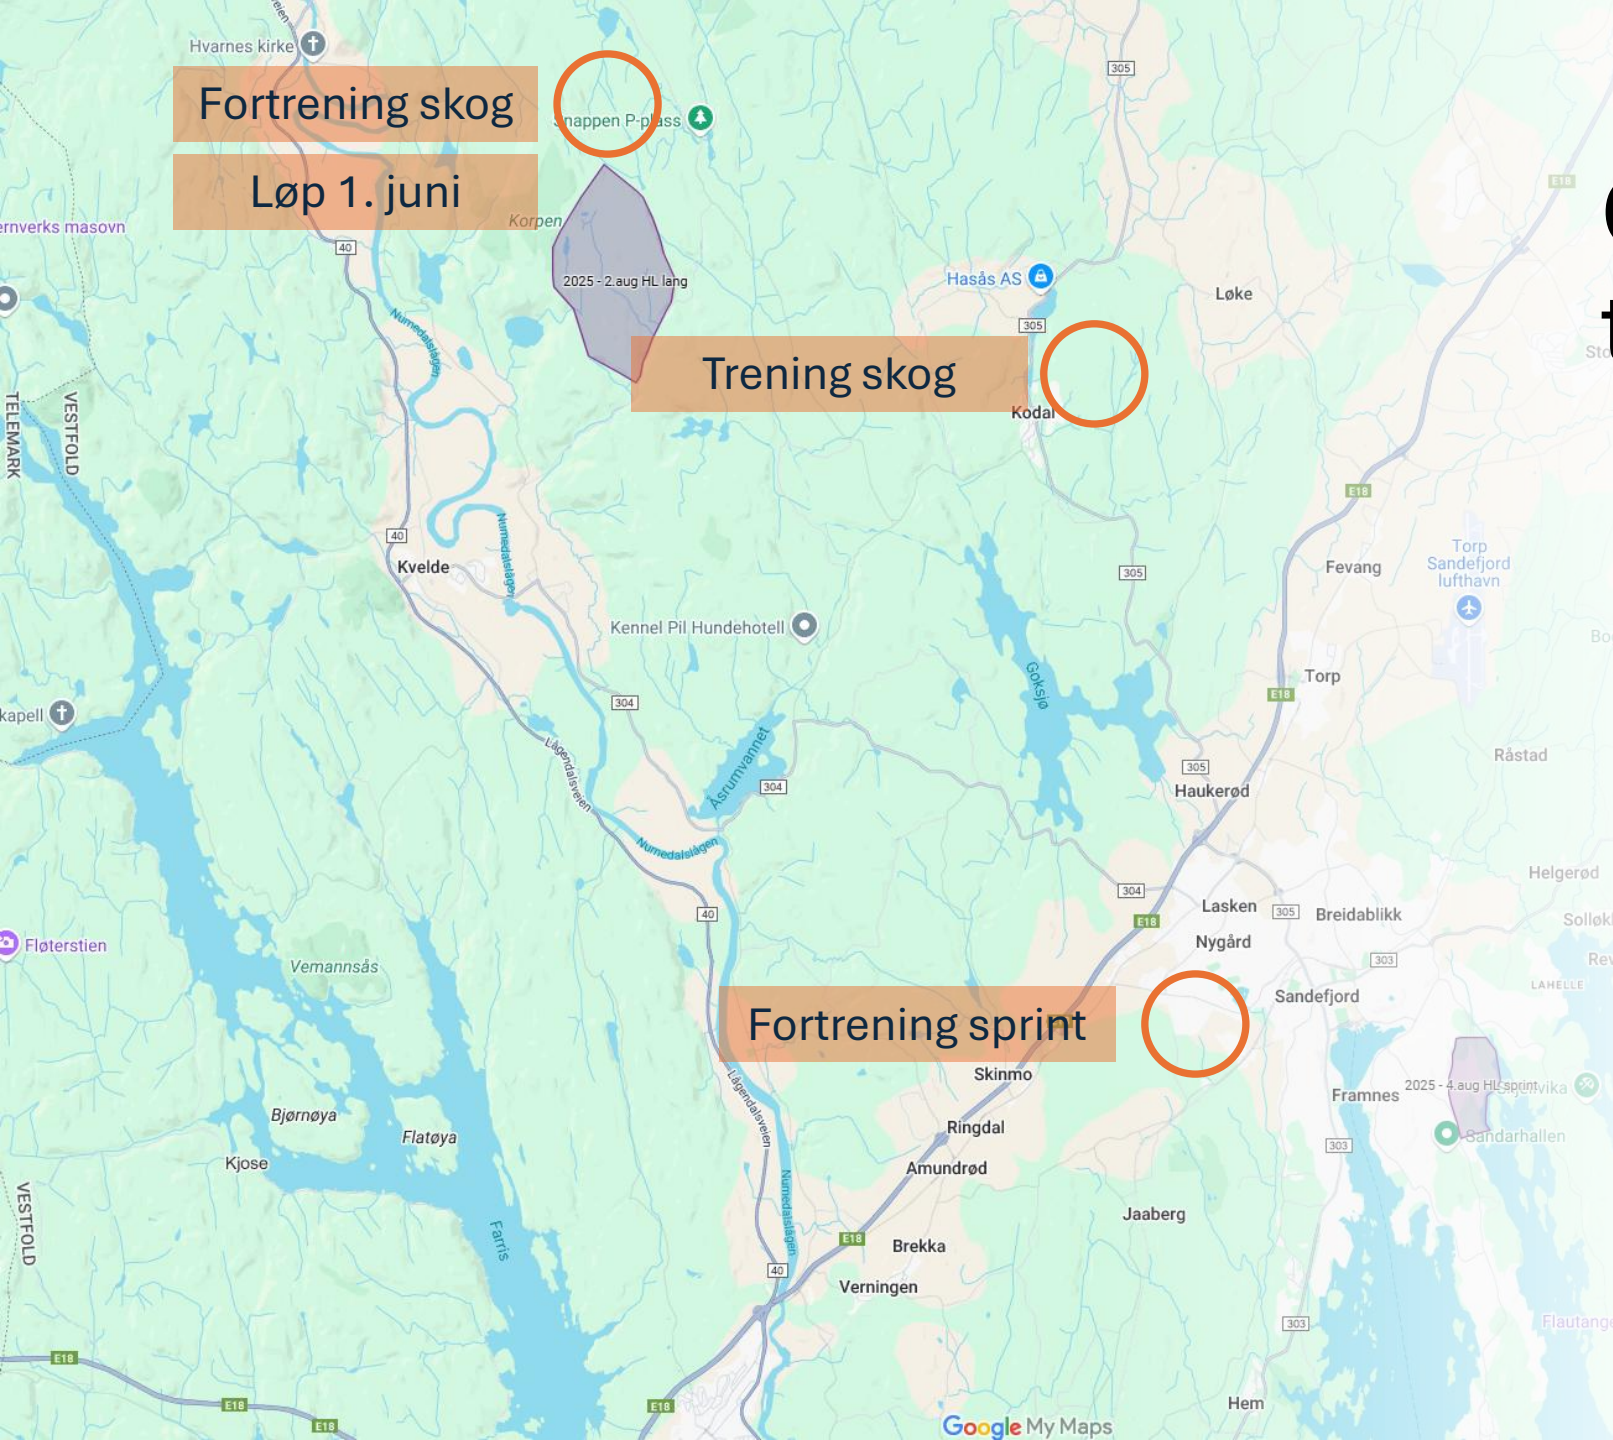 Hvarnes kirke
305
Fortrening skog
Snappen P-plass
Løp 1. juni
E18
Korpen
ernverks masovn
40
2025 - 2.aug HL lang
Hasås AS
Løke
305
Numedalslågen
Trening skog
Kodal
TELEMARK
VESTFOLD
E18
Numedalslågen
40
Kvelde
305
Fevang
Torp
Sandefjord
lufthavn
Kennel Pil Hundehotell
Goksjø
Torp
E18
304
kapell
Lågendalsveien
Åsrumvannet
304
305
Haukerød
Råstad
Numedalslågen
Helgerød
304
40
E18
Lasken
305
Breidablikk
Nygård
303
Fløterstien
Vemannsås
LAHELLE
Sandefjord
Fortrening sprint
Skinmo
Framnes
2025 - 4.aug HL sprint
Lågendalsveien
Bjørnøya
Ringdal
Flatøya
Sandarhallen
303
Kjose
Amundrød
Numedalslågen
VESTFOLD
Jaaberg
Farris
E18
Brekka
40
Verningen
303
E18
E18
E18
E18
Hem
Google My Maps